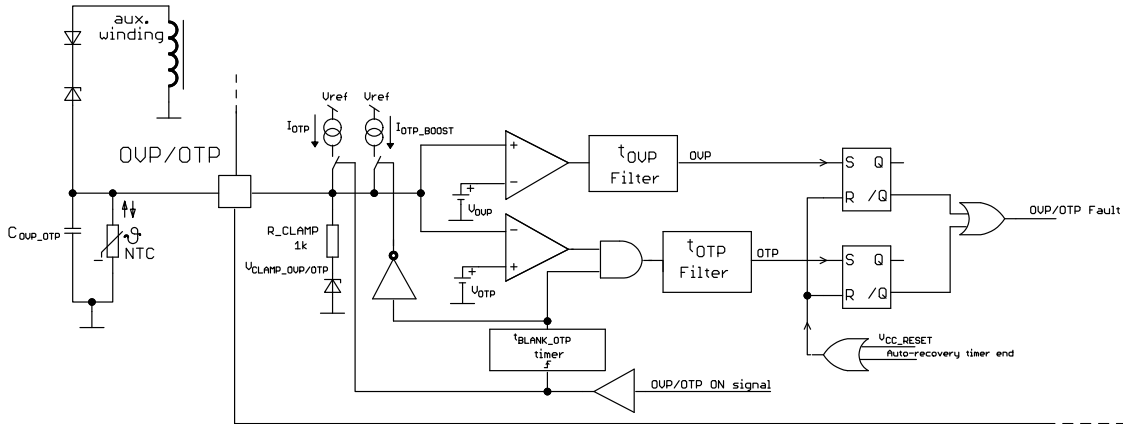 aux.
winding
Vref
Vref
I_OTP
I_OTP_BOOST
OVP/OTP
+
−
+
V_OVP
t_OVP
Filter
OVP
S Q
R /Q
OVP/OTP Fault
C_OVP_OTP
ϑ
NTC
R_CLAMP
1k
V_CLAMP_OVP/OTP
−
+
+
V_OTP
t_OTP
Filter
OTP
S Q
R /Q
t_BLANK_OTP
timer
V_CC_RESET
Auto-recovery timer end
OVP/OTP ON signal